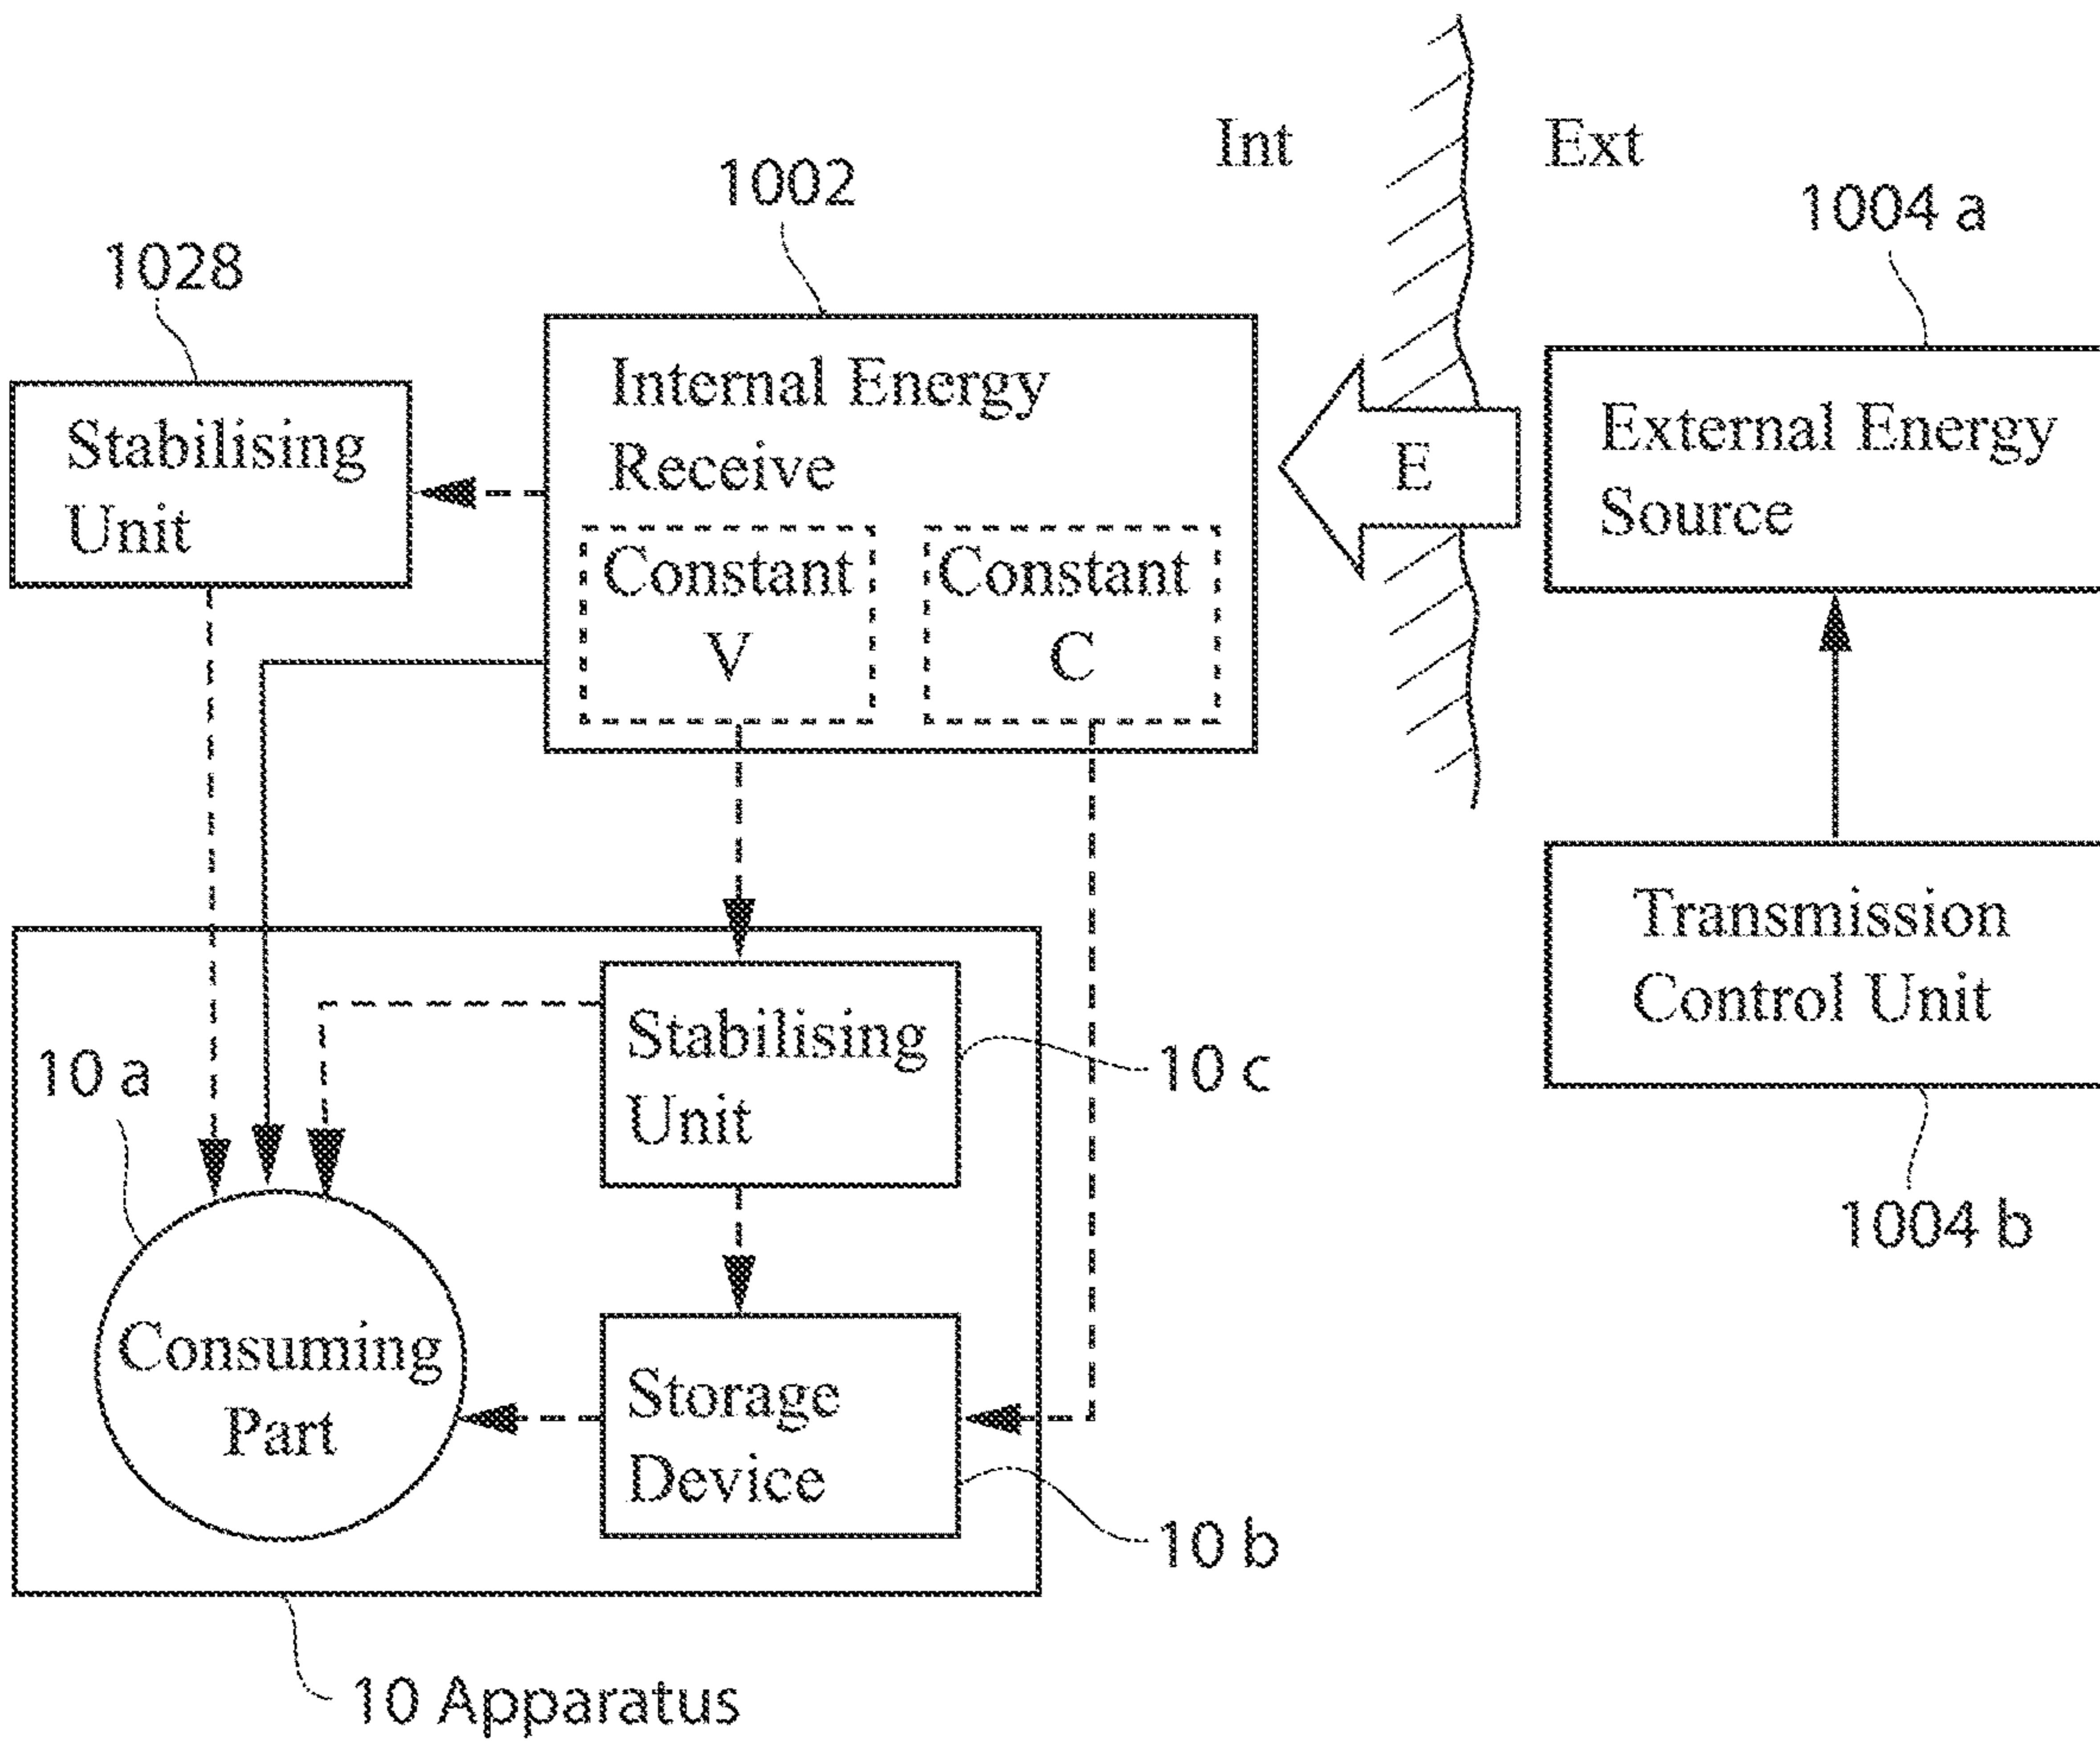 Int
Ext
1002
1004 a
1028
Internal Energy
Receive
Stabilising
Unit
E
External Energy
Source
Constant
V
Constant
C
Transmission
Control Unit
Stabilising
Unit
10 a
10 c
1004 b
Consuming
Part
Storage
Device
10 b
10 Apparatus